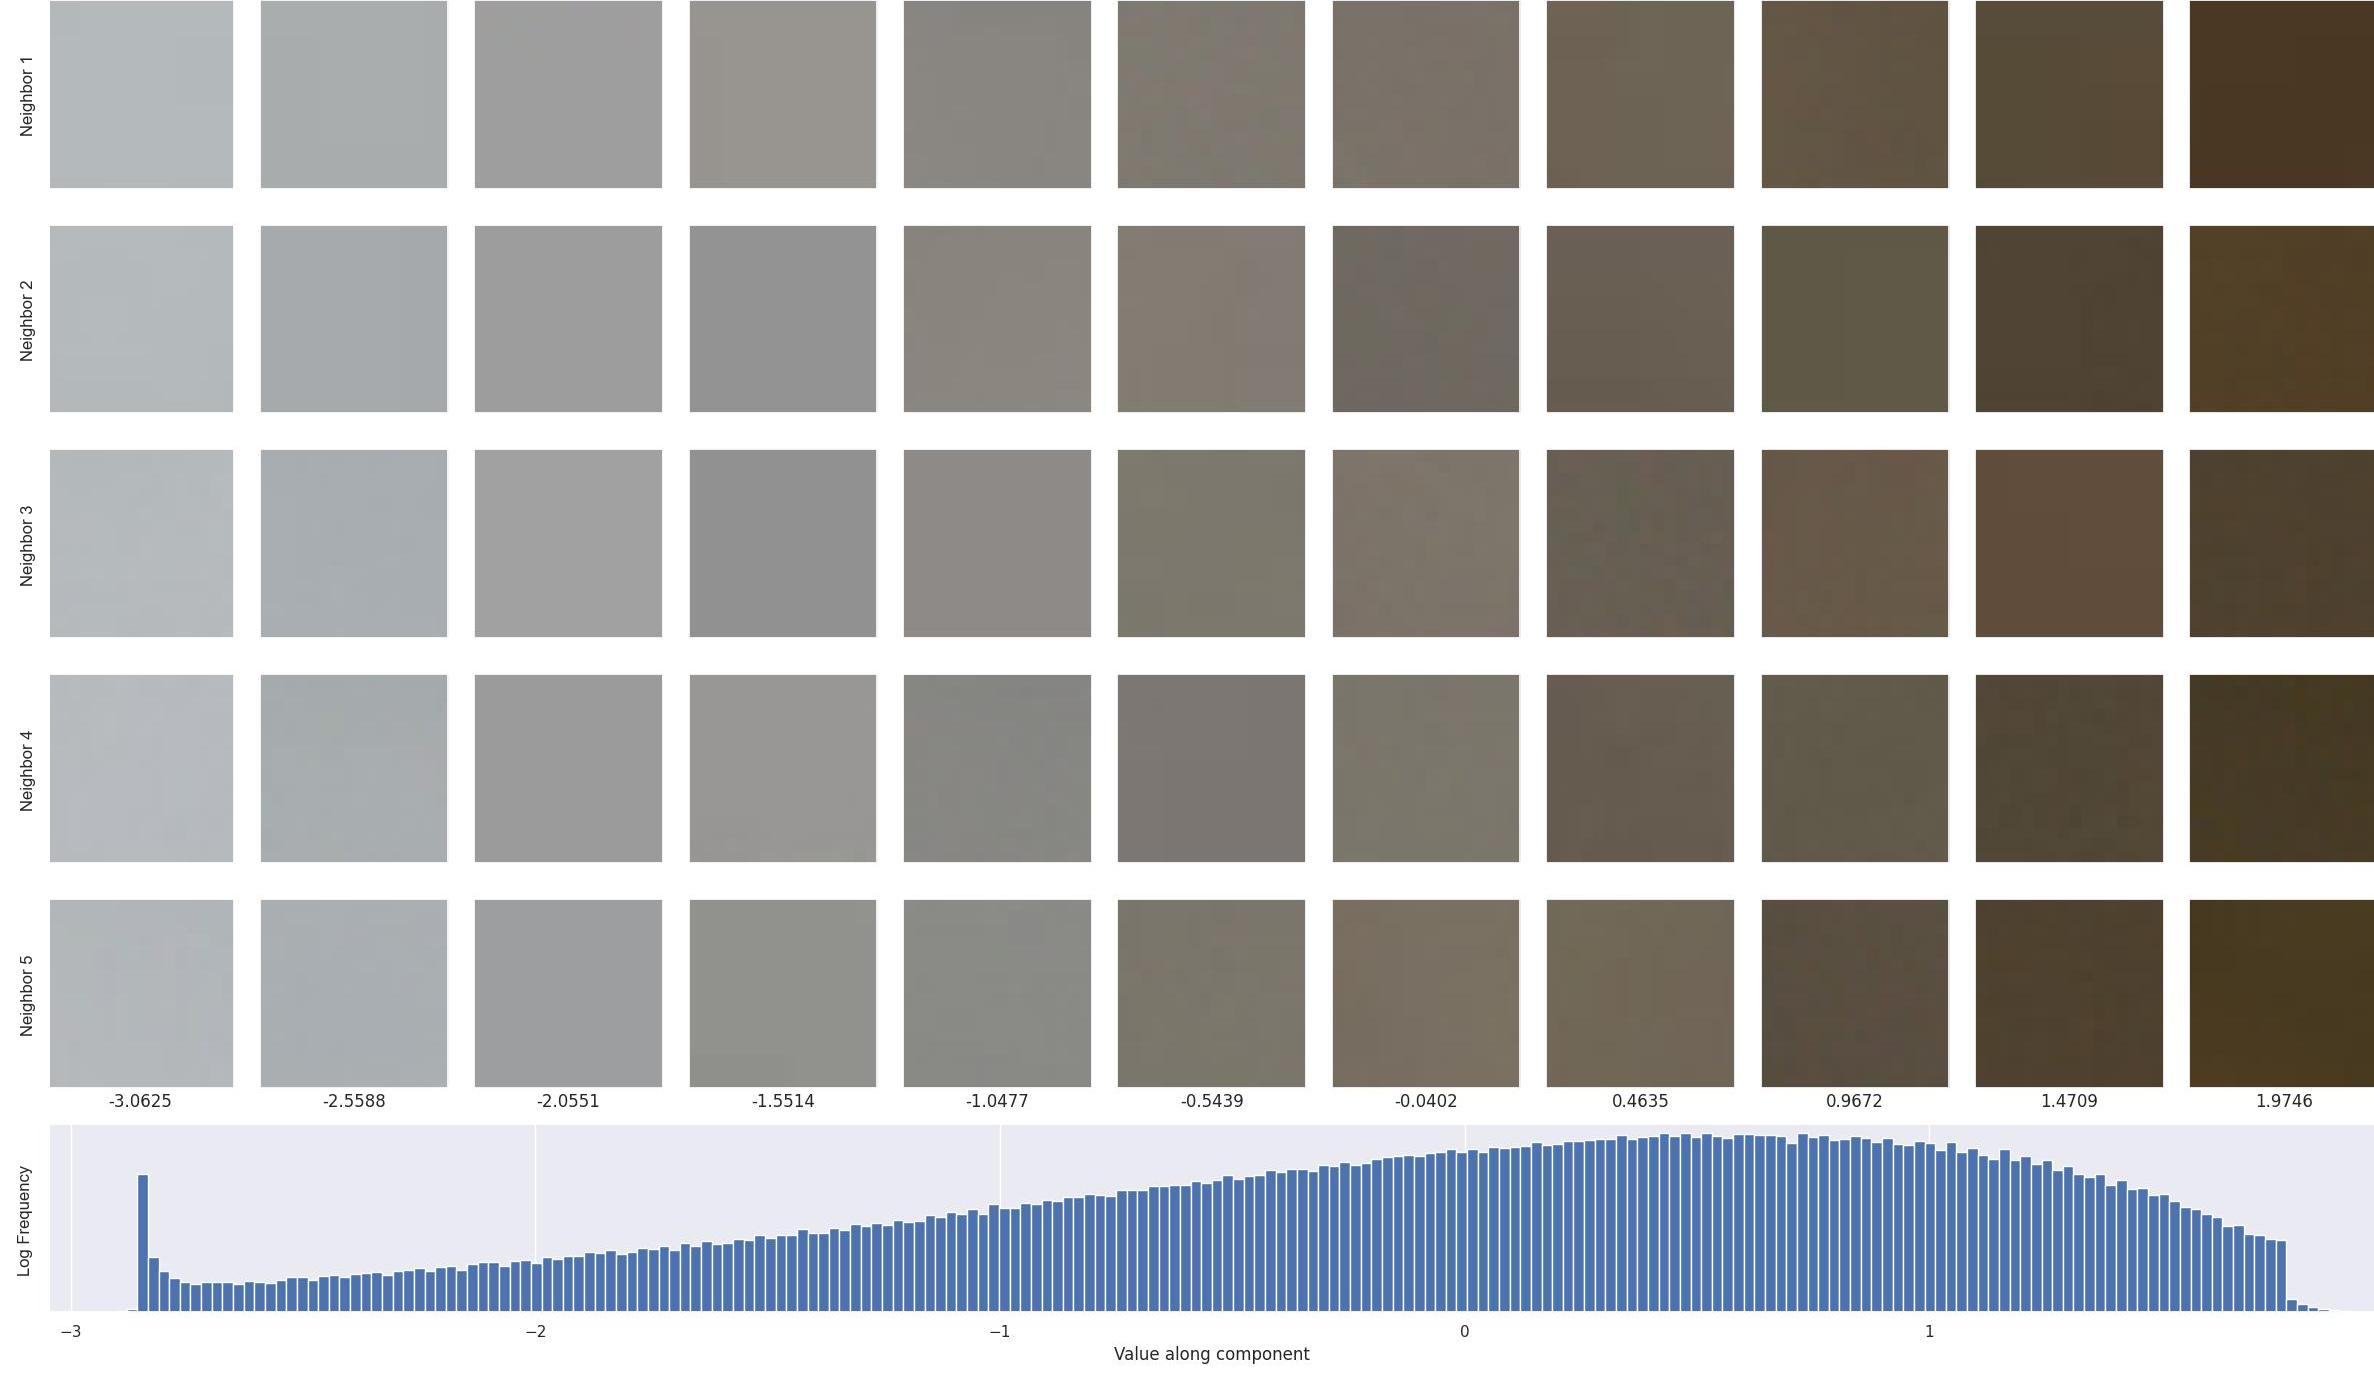 Neighbor 1
Neighbor 2
Neighbor 3
Neighbor 4
Neighbor 5
-3.0625 -2.5588 -2.0551 -1.5514 -1.0477 -0.5439 -0.0402 0.4635 0.9672 1.4709 1.9746
Log Frequency
−3 −2 −1 0 1
Value along component